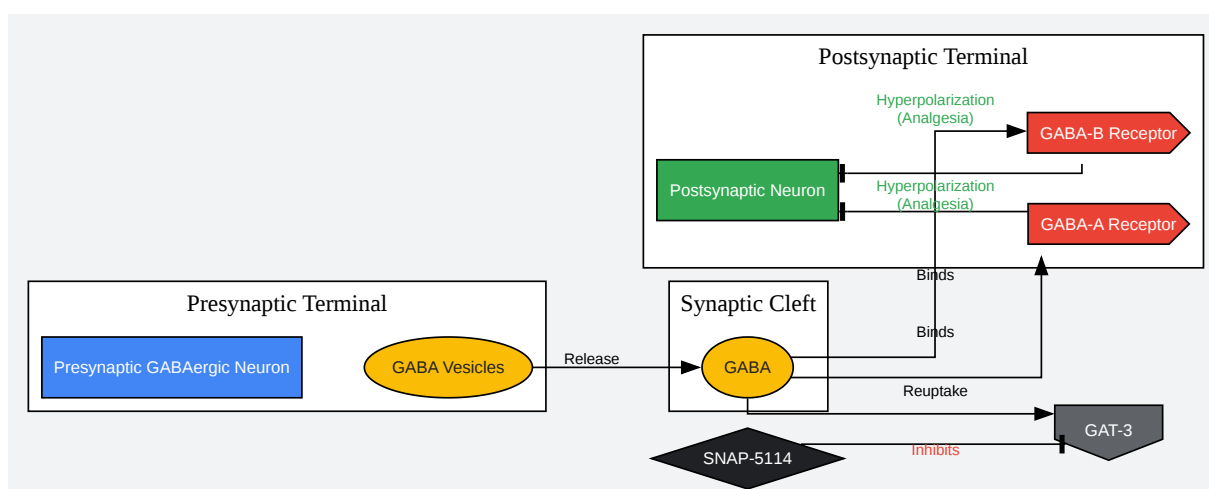 Postsynaptic Terminal
Hyperpolarization
(Analgesia)
GABA-B Receptor
Postsynaptic Neuron
Hyperpolarization
(Analgesia)
GABA-A Receptor
Binds
Presynaptic Terminal
Synaptic Cleft
Binds
Presynaptic GABAergic Neuron
GABA Vesicles
Release
GABA
Reuptake
GAT-3
SNAP-5114
Inhibits